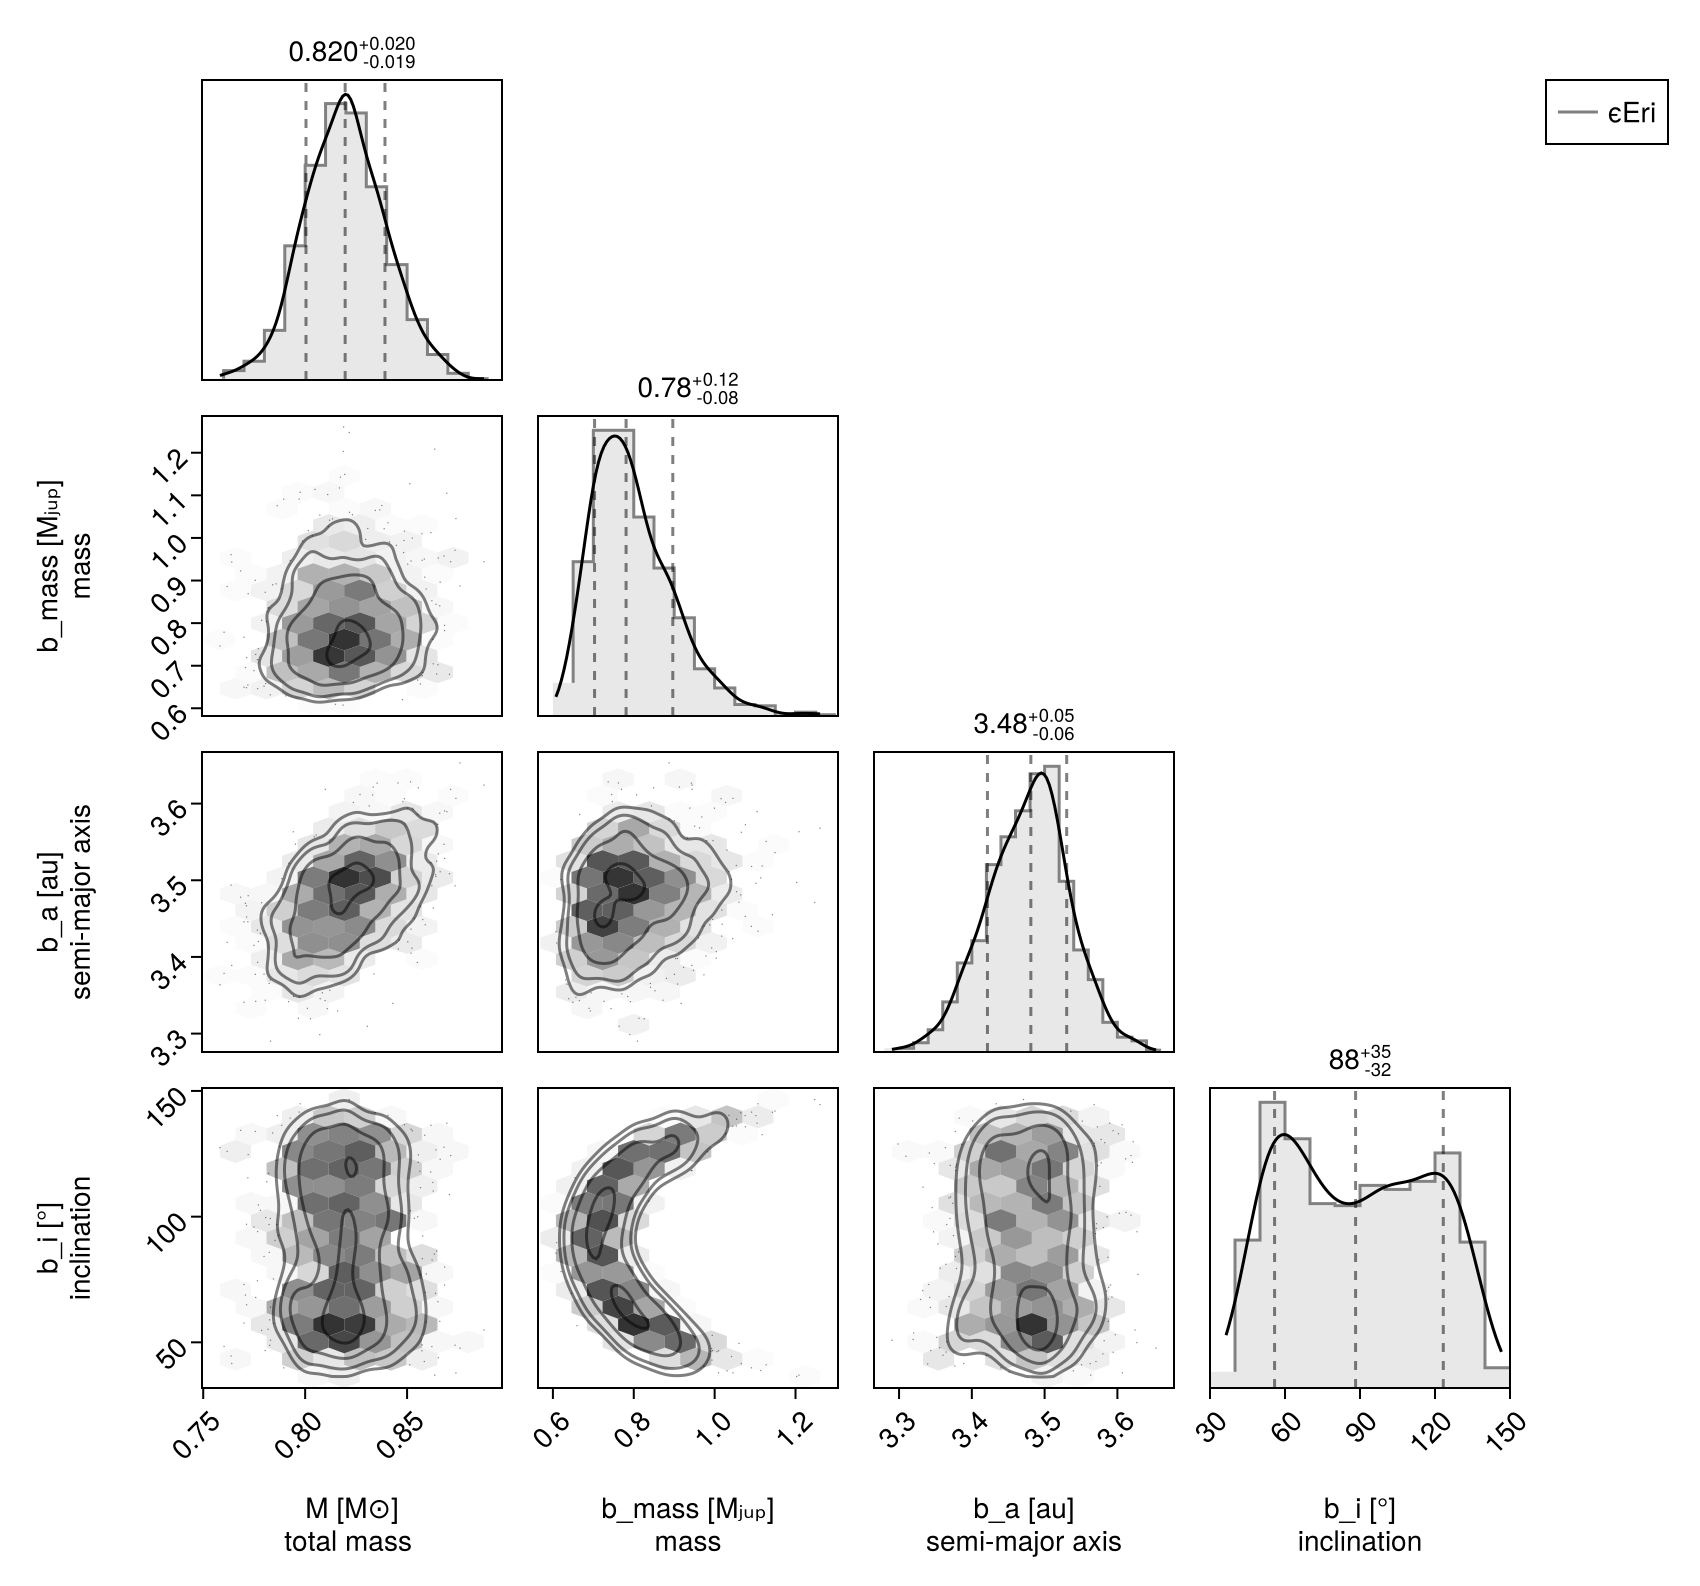 0.820+0.020
-0.019
єEri
0.78+0.12
-0.08
b_mass [Mⱼᵤₚ]
mass
1.2
1.1
1.0
0.9
0.8
0.7
0.6
3.48+0.05
-0.06
b_a [au]
semi-major axis
3.6
3.5
3.4
3.3
88+35
-32
b_i [°]
inclination
150
100
50
0.75 0.80 0.85
0.6 0.8 1.0 1.2
3.3 3.4 3.5 3.6
30 60 90 120 150
M [M⊙]
total mass
b_mass [Mⱼᵤₚ]
mass
b_a [au]
semi-major axis
b_i [°]
inclination